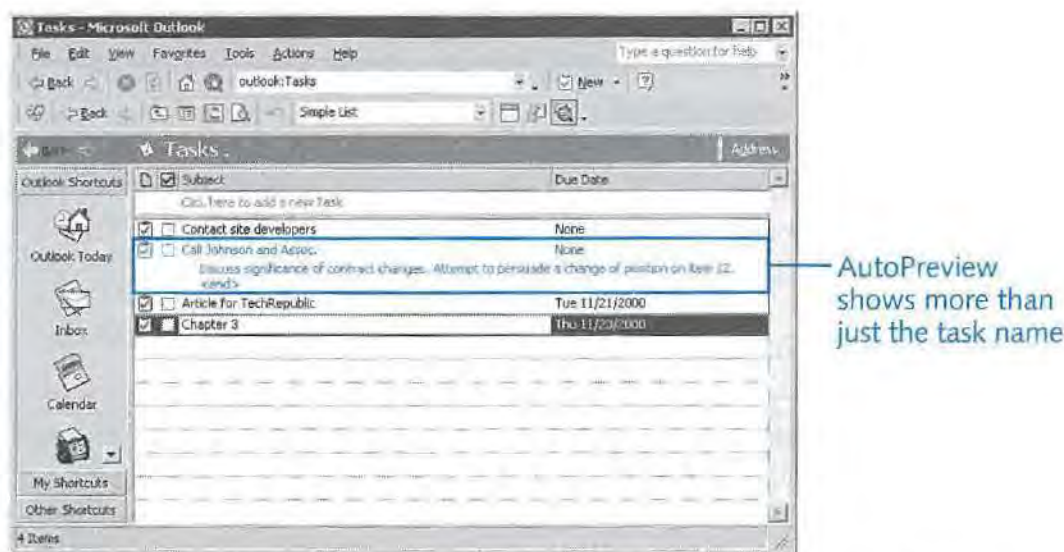 Tasks - Microsoft Outlook
File Edit View Favorites Tools Actions Help
Type a question for help
Back outlook:Tasks New
Back Simple List
Tasks .
Address
Outlook Shortcuts
Subject Due Date
Click here to add a new Task
Contact site developers None
Outlook Today
Call Johnson and Assoc. None
Discuss significance of contract changes. Attempt to persuade a change of position on item 12.
<end>
Article for TechRepublic Tue 11/21/2000
Inbox
Chapter 3 Thu 11/23/2000
Calendar
My Shortcuts
Other Shortcuts
4 Items
AutoPreview
shows more than
just the task name